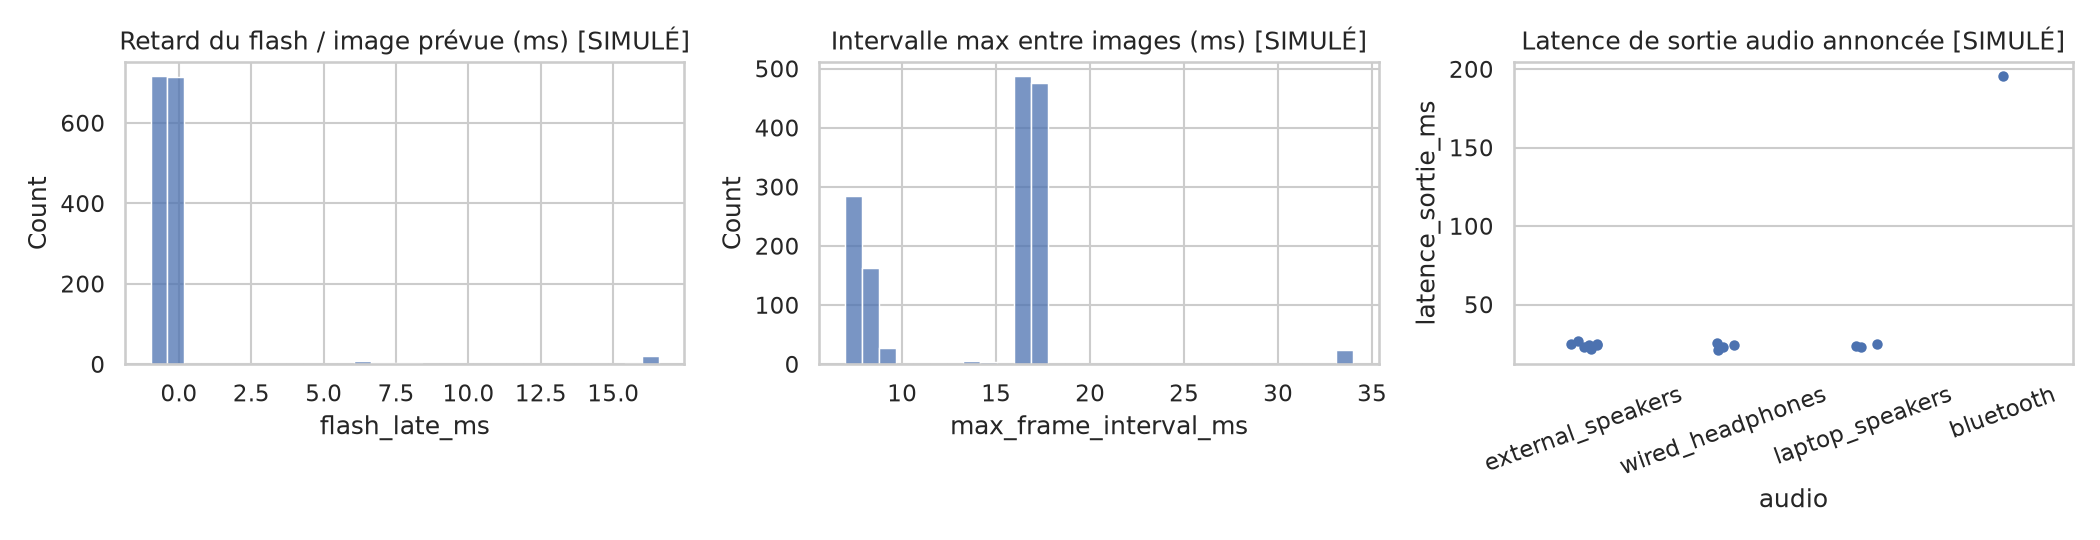 Retard du flash / image prévue (ms) [SIMULÉ]
Count
600
400
200
0
0.0 2.5 5.0 7.5 10.0 12.5 15.0
flash_late_ms
Intervalle max entre images (ms) [SIMULÉ]
Count
500
400
300
200
100
0
10 15 20 25 30 35
max_frame_interval_ms
Latence de sortie audio annoncée [SIMULÉ]
latence_sortie_ms
200
150
100
50
external_speakers
wired_headphones
laptop_speakers
bluetooth
audio